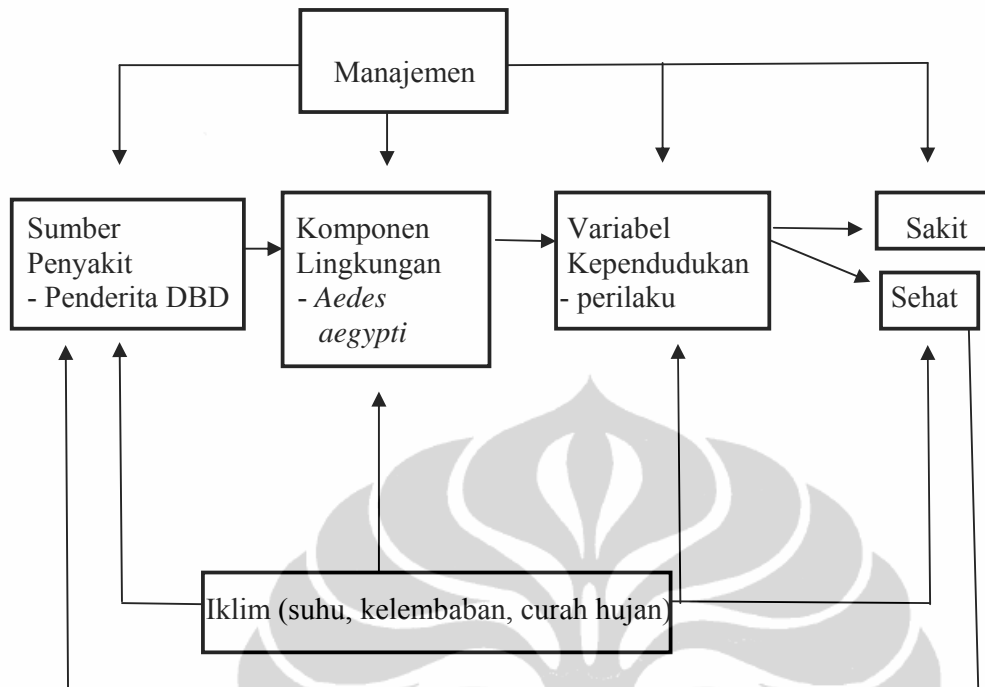 Manajemen
Sumber
Penyakit
- Penderita DBD
Komponen
Lingkungan
- Aedes
aegypti
Variabel
Kependudukan
- perilaku
Sakit
Sehat
Iklim (suhu, kelembaban, curah hujan)